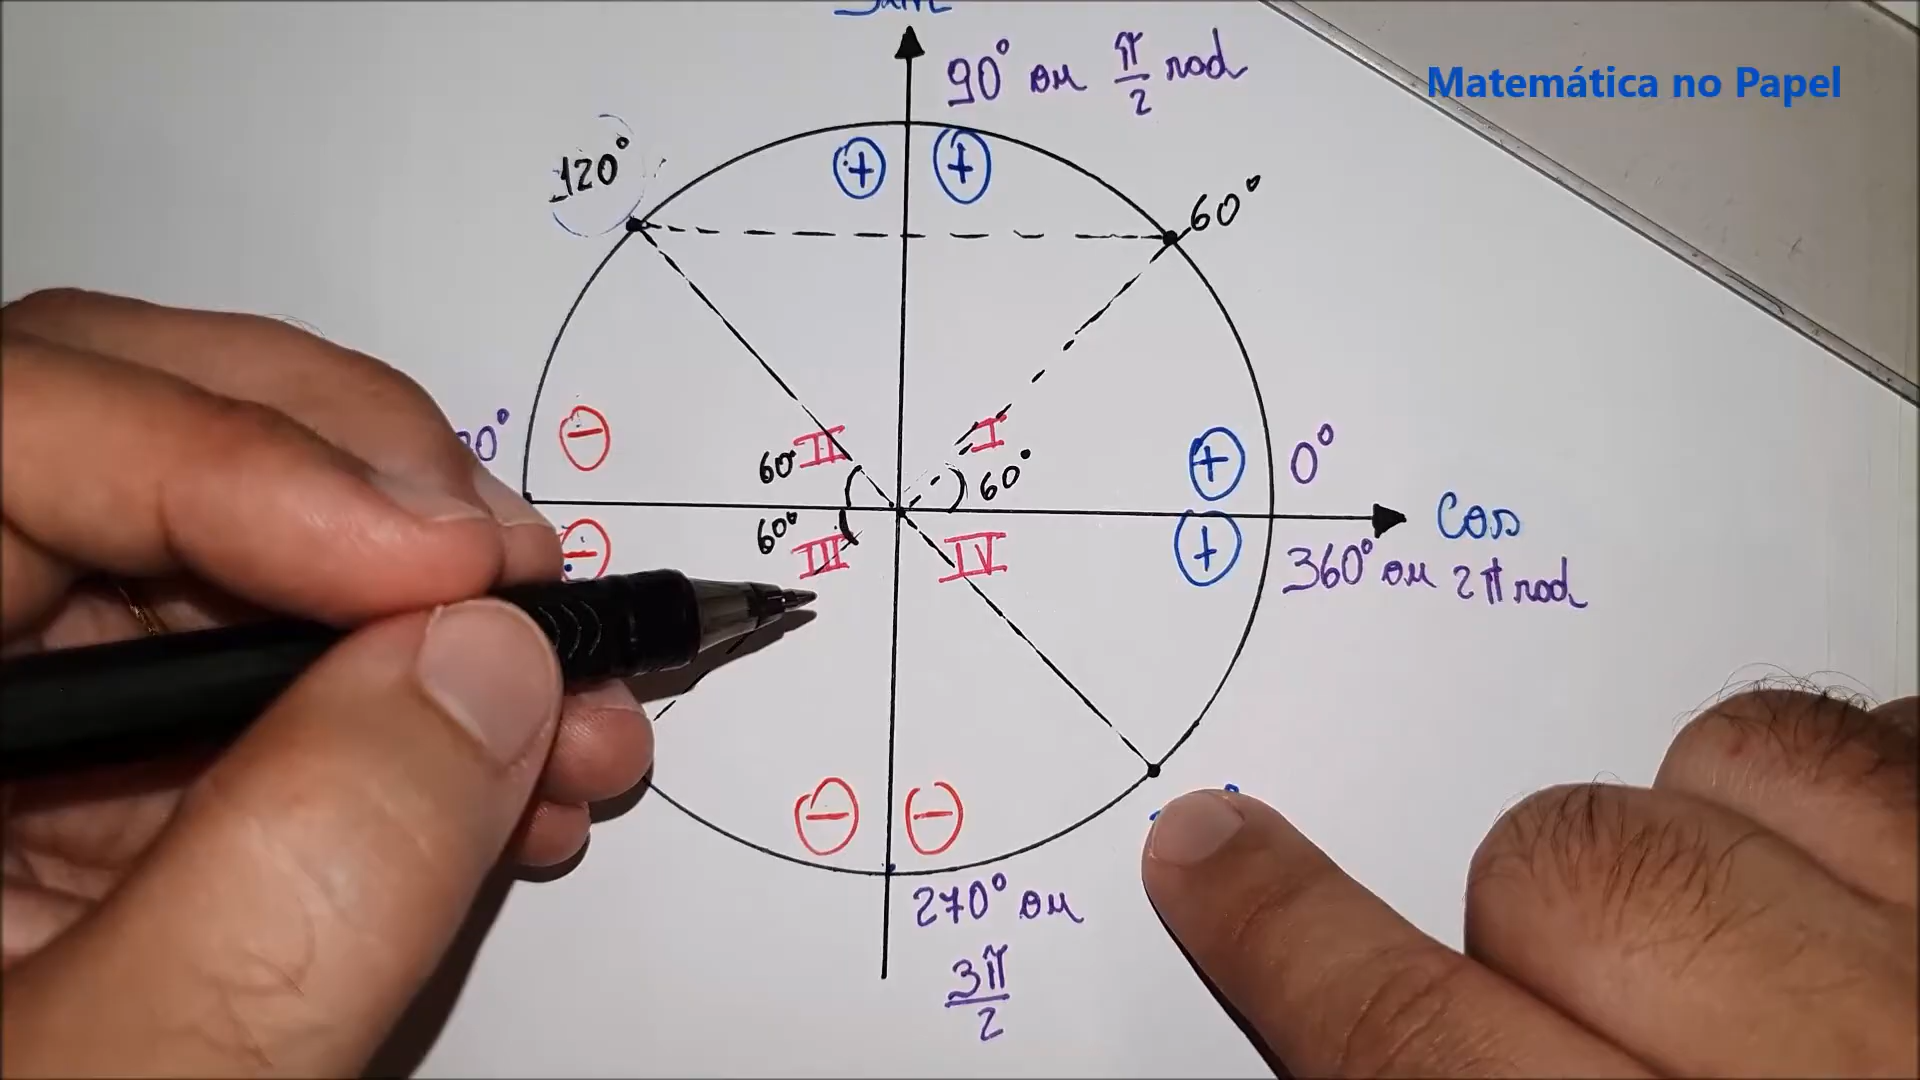 90° ou π/2 rad
Matemática no Papel
120°
+ +
60°
−
+
0°
II
I
60°
60°
Cos
−
60°
III
IV
+
360° ou 2π rad
− −
270° ou
3π/2